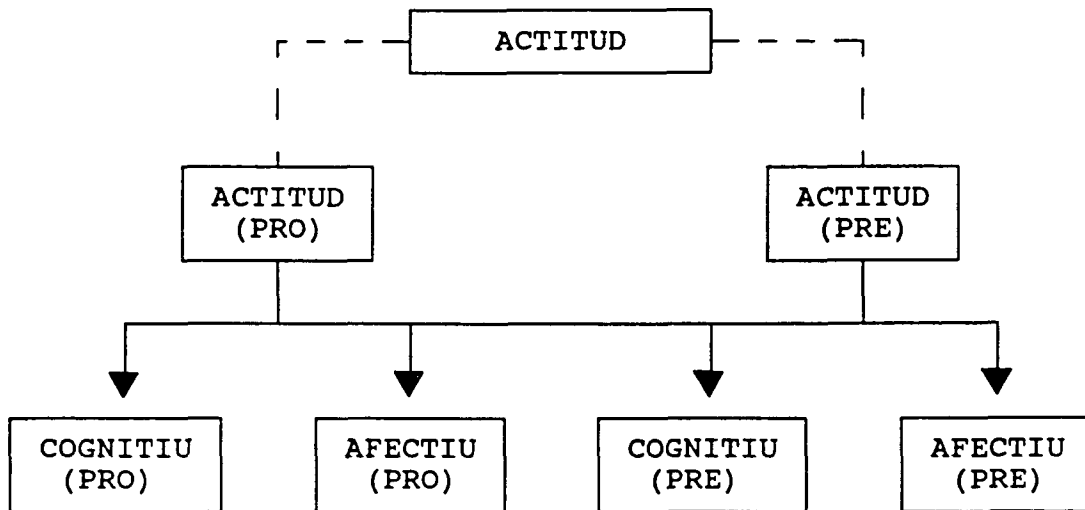 ACTITUD
ACTITUD
(PRO)
ACTITUD
(PRE)
COGNITIU
(PRO)
AFECTIU
(PRO)
COGNITIU
(PRE)
AFECTIU
(PRE)